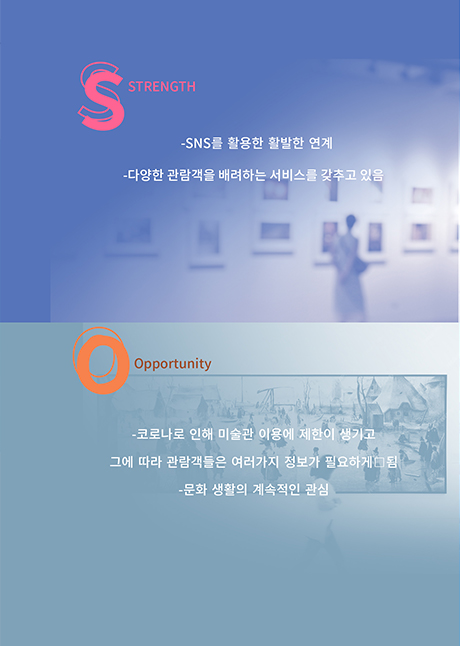 S STRENGTH
-SNS를 활용한 활발한 연계
-다양한 관람객을 배려하는 서비스를 갖추고 있음
O Opportunity
-코로나로 인해 미술관 이용에 제한이 생기고
그에 따라 관람객들은 여러가지 정보가 필요하게□됨
-문화 생활의 계속적인 관심